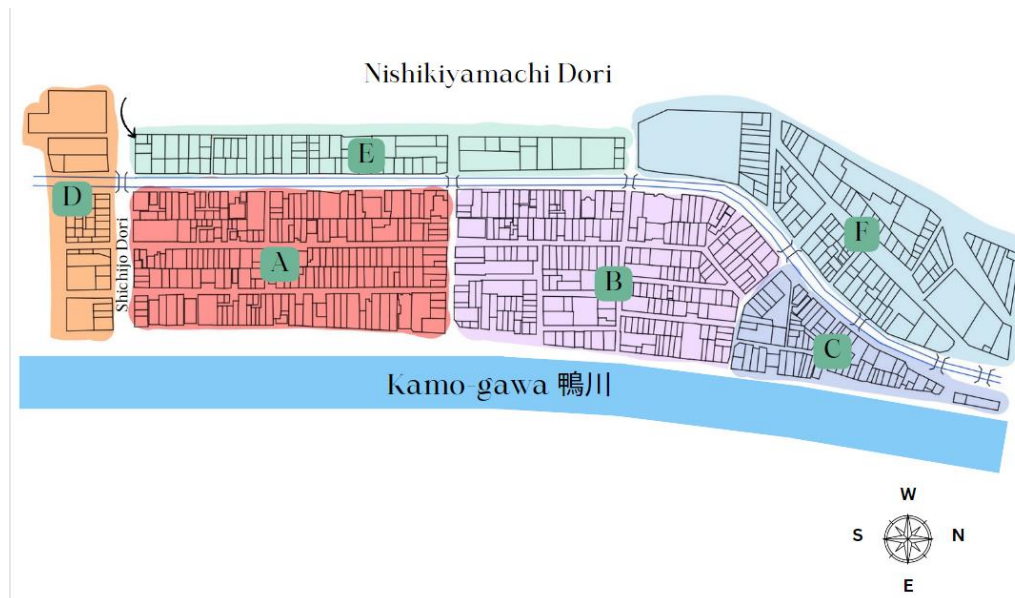 Nishikiyamachi Dori
E
D
Shichijo Dori
A
B
F
C
Kamo-gawa 鴨川
W
S
N
E